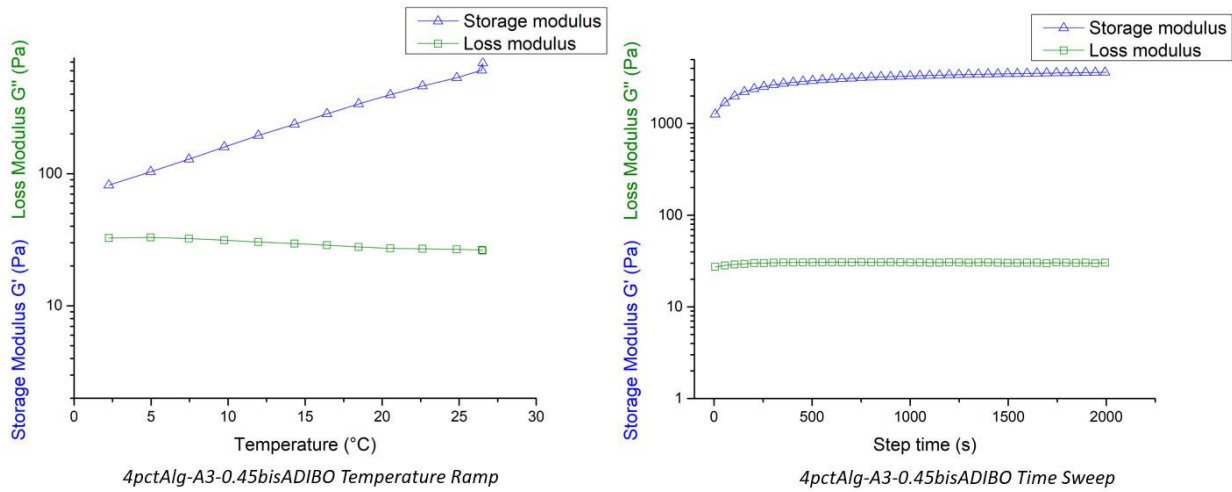 Storage modulus
Loss modulus
Storage Modulus G' (Pa)
Loss Modulus G'' (Pa)
100
10
0
5
10
15
20
25
30
Temperature (°C)
4pctAlg-A3-0.45bisADIBO Temperature Ramp
Storage modulus
Loss modulus
Storage Modulus G' (Pa)
Loss Modulus G'' (Pa)
1000
100
10
1
0
500
1000
1500
2000
Step time (s)
4pctAlg-A3-0.45bisADIBO Time Sweep